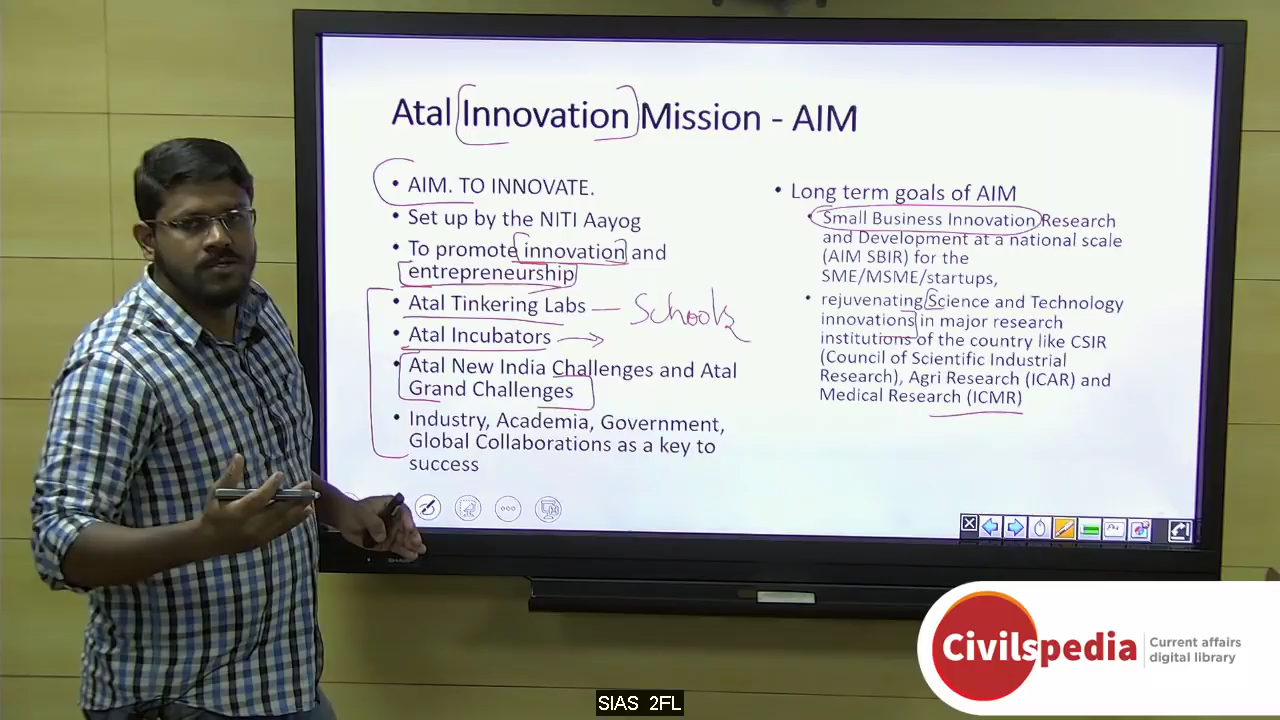 Atal Innovation Mission - AIM
• AIM. TO INNOVATE.
• Set up by the NITI Aayog
• To promote innovation and
entrepreneurship
• Atal Tinkering Labs — Schools
• Atal Incubators
• Atal New India Challenges and Atal
Grand Challenges
• Industry, Academia, Government,
Global Collaborations as a key to
success
• Long term goals of AIM
• Small Business Innovation Research
and Development at a national scale
(AIM SBIR) for the
SME/MSME/startups,
• rejuvenating Science and Technology
innovations in major research
institutions of the country like CSIR
(Council of Scientific Industrial
Research), Agri Research (ICAR) and
Medical Research (ICMR)
Civilspedia
Current affairs
digital library
SIAS 2FL